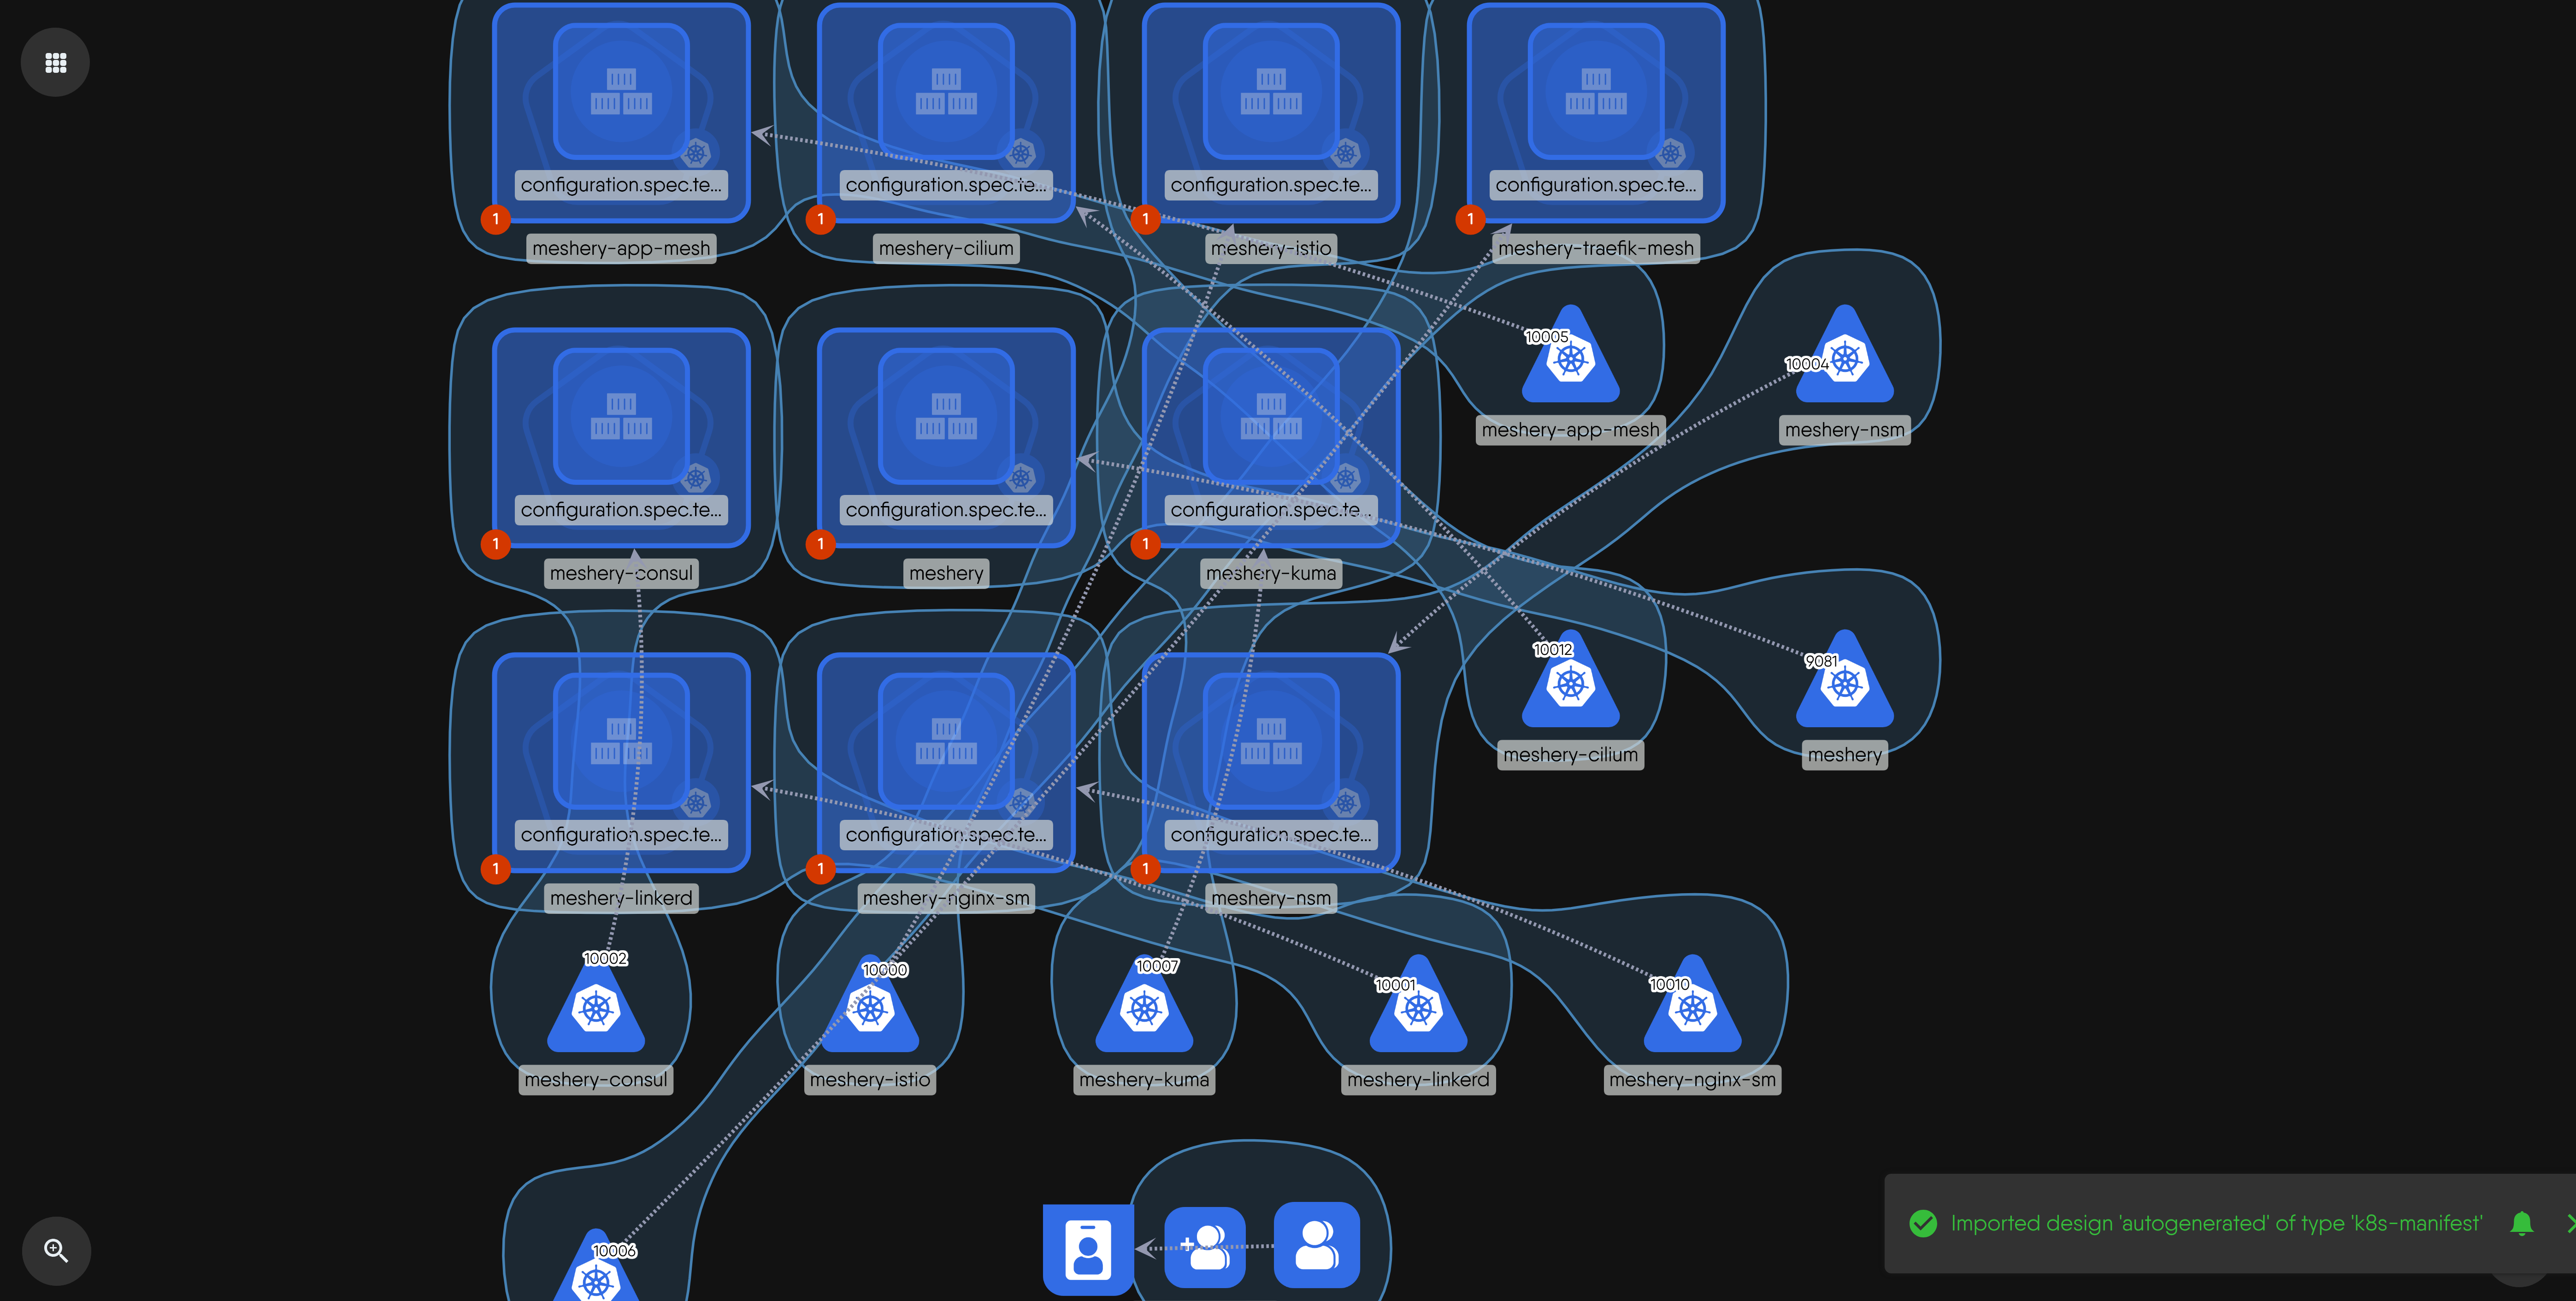 configuration.spec.te...
configuration.spec.te...
configuration.spec.te...
configuration.spec.te...
1
1
1
1
meshery-app-mesh
meshery-cilium
meshery-istio
meshery-traefik-mesh
10005
10004
meshery-app-mesh
meshery-nsm
configuration.spec.te...
configuration.spec.te...
configuration.spec.te...
1
1
1
meshery-consul
meshery
meshery-kuma
10012
9081
meshery-cilium
meshery
configuration.spec.te...
configuration.spec.te...
configuration.spec.te...
1
1
1
meshery-linkerd
meshery-nginx-sm
meshery-nsm
10002
10000
10007
10001
10010
meshery-consul
meshery-istio
meshery-kuma
meshery-linkerd
meshery-nginx-sm
10006
Imported design 'autogenerated' of type 'k8s-manifest'